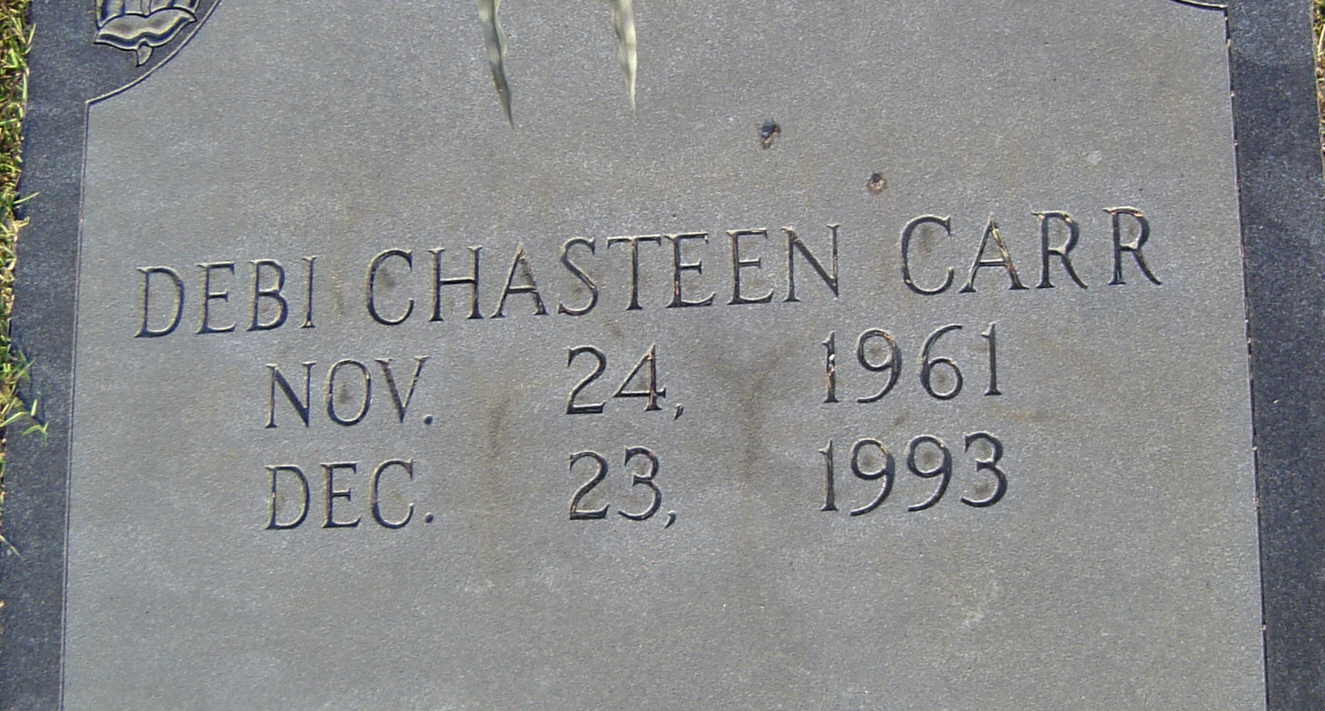 DEBI CHASTEEN CARR
NOV. 24, 1961
DEC. 23, 1993